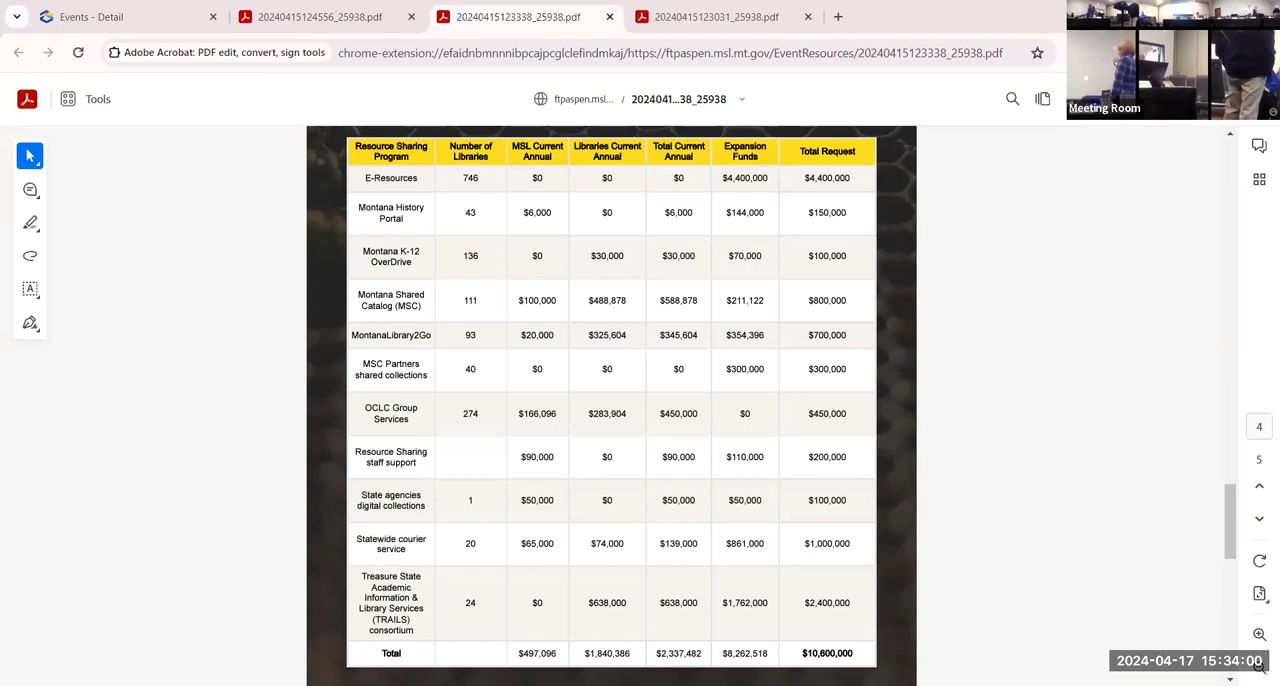 Events - Detail
20240415124556_25938.pdf
20240415123338_25938.pdf
20240415123031_25938.pdf
Adobe Acrobat: PDF edit, convert, sign tools
chrome-extension://efaidnbmnnnibpcajpcglclefindmkaj/https://ftpaspen.msl.mt.gov/EventResources/20240415123338_25938.pdf
Meeting Room
Tools
ftpaspen.msl... / 2024041...38_25938
Resource Sharing Program Number of Libraries MSL Current Annual Libraries Current Annual Total Current Annual Expansion Funds Total Request
E-Resources 746 $0 $0 $0 $4,400,000 $4,400,000
Montana History Portal 43 $6,000 $0 $6,000 $144,000 $150,000
Montana K-12 OverDrive 136 $0 $30,000 $30,000 $70,000 $100,000
Montana Shared Catalog (MSC) 111 $100,000 $488,878 $588,878 $211,122 $800,000
MontanaLibrary2Go 93 $20,000 $325,604 $345,604 $354,396 $700,000
MSC Partners shared collections 40 $0 $0 $0 $300,000 $300,000
OCLC Group Services 274 $166,096 $283,904 $450,000 $0 $450,000
Resource Sharing staff support $90,000 $0 $90,000 $110,000 $200,000
State agencies digital collections 1 $50,000 $0 $50,000 $50,000 $100,000
Statewide courier service 20 $65,000 $74,000 $139,000 $861,000 $1,000,000
Treasure State Academic Information & Library Services (TRAILS) consortium 24 $0 $638,000 $638,000 $1,762,000 $2,400,000
Total $497,096 $1,840,386 $2,337,482 $8,262,518 $10,600,000
4
5
2024-04-17 15:34:00